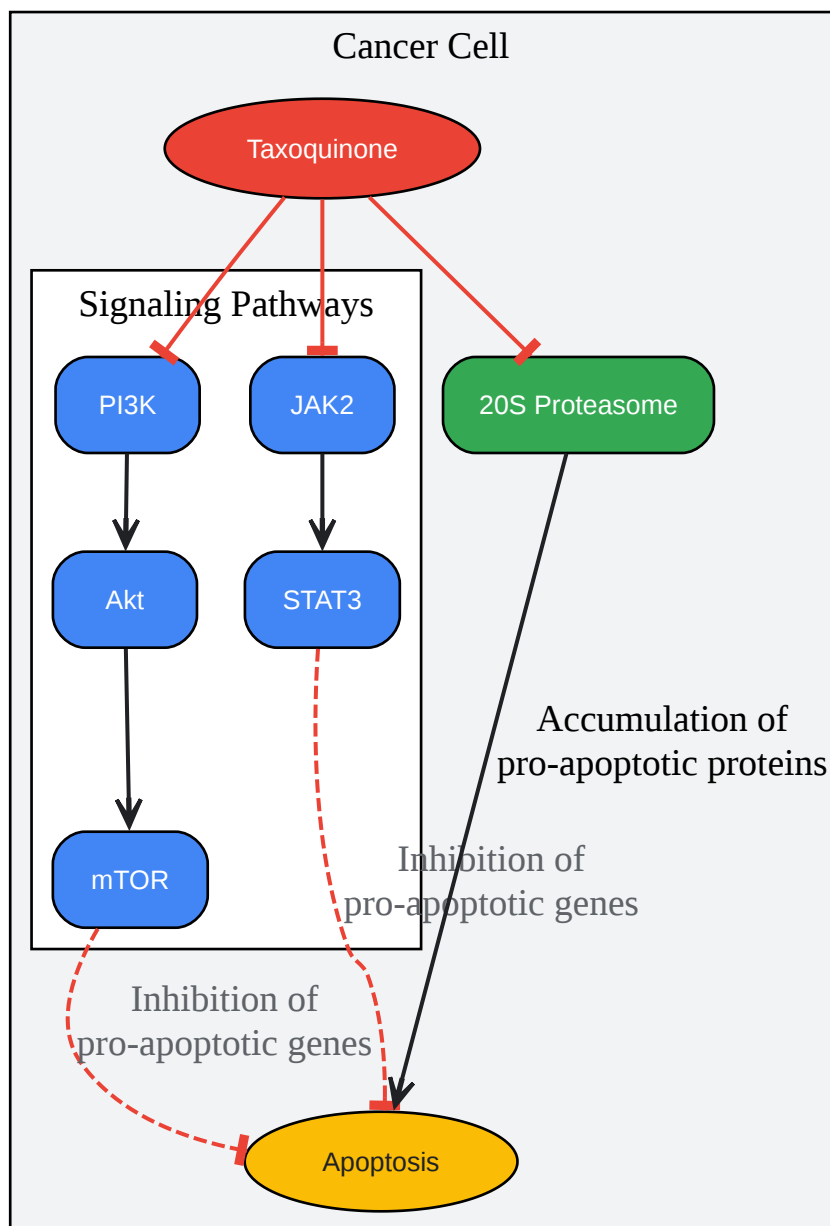 Cancer Cell
Taxoquinone
Signaling Pathways
PI3K
JAK2
20S Proteasome
Akt
STAT3
Accumulation of
pro-apoptotic proteins
mTOR
Inhibition of
pro-apoptotic genes
Inhibition of
pro-apoptotic genes
Apoptosis